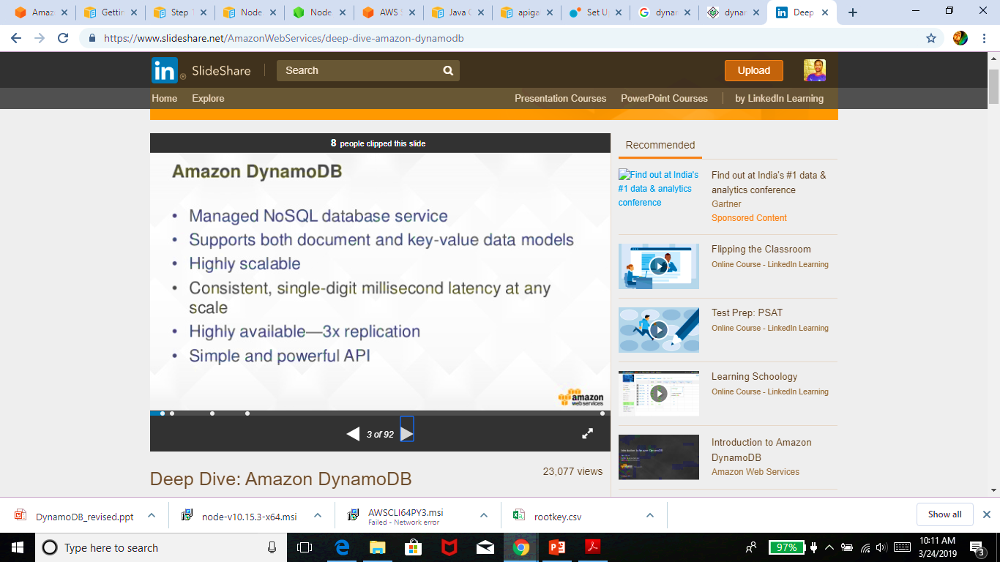 Amaz
Gettin
Step
Node
Node
AWS
Java
apiga
Set U
dynar
dynar
Deep
https://www.slideshare.net/AmazonWebServices/deep-dive-amazon-dynamodb
in SlideShare
Search
Upload
Home Explore
Presentation Courses PowerPoint Courses by LinkedIn Learning
8 people clipped this slide
Amazon DynamoDB
• Managed NoSQL database service
• Supports both document and key-value data models
• Highly scalable
• Consistent, single-digit millisecond latency at any
scale
• Highly available—3x replication
• Simple and powerful API
amazon
web services
3 of 92
Deep Dive: Amazon DynamoDB
23,077 views
Recommended
Find out at India's
#1 data & analytics
conference
Find out at India's #1 data &
analytics conference
Gartner
Sponsored Content
Flipping the Classroom
Online Course - LinkedIn Learning
Test Prep: PSAT
Online Course - LinkedIn Learning
Learning Schoology
Online Course - LinkedIn Learning
Introduction to Amazon
DynamoDB
Amazon Web Services
DynamoDB_revised.ppt
node-v10.15.3-x64.msi
AWSCLI64PY3.msi
Failed - Network error
rootkey.csv
Show all
Type here to search
97%
10:11 AM
3/24/2019
3